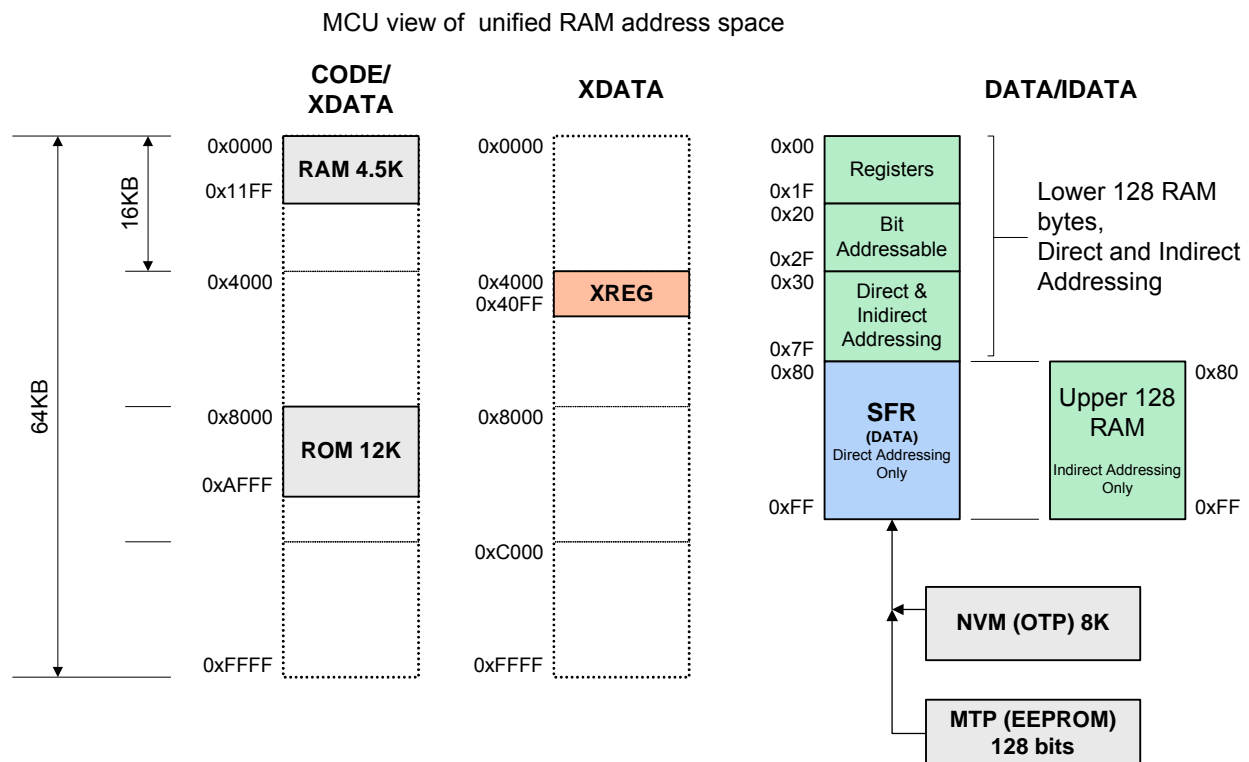 MCU view of  unified RAM address space
CODE/
XDATA
XDATA
DATA/IDATA
64KB
16KB
0x0000
RAM 4.5K
0x11FF
0x4000
0x8000
ROM 12K
0xAFFF
0xFFFF
0x0000
0x4000
XREG
0x40FF
0x8000
0xC000
0xFFFF
0x00
Registers
0x1F
0x20
Bit
Addressable
0x2F
0x30
Direct &
Inidirect
Addressing
0x7F
0x80
SFR
(DATA)
Direct Addressing
Only
0xFF
Lower 128 RAM
bytes,
Direct and Indirect
Addressing
0x80
Upper 128
RAM
Indirect Addressing
Only
0xFF
NVM (OTP) 8K
MTP (EEPROM)
128 bits